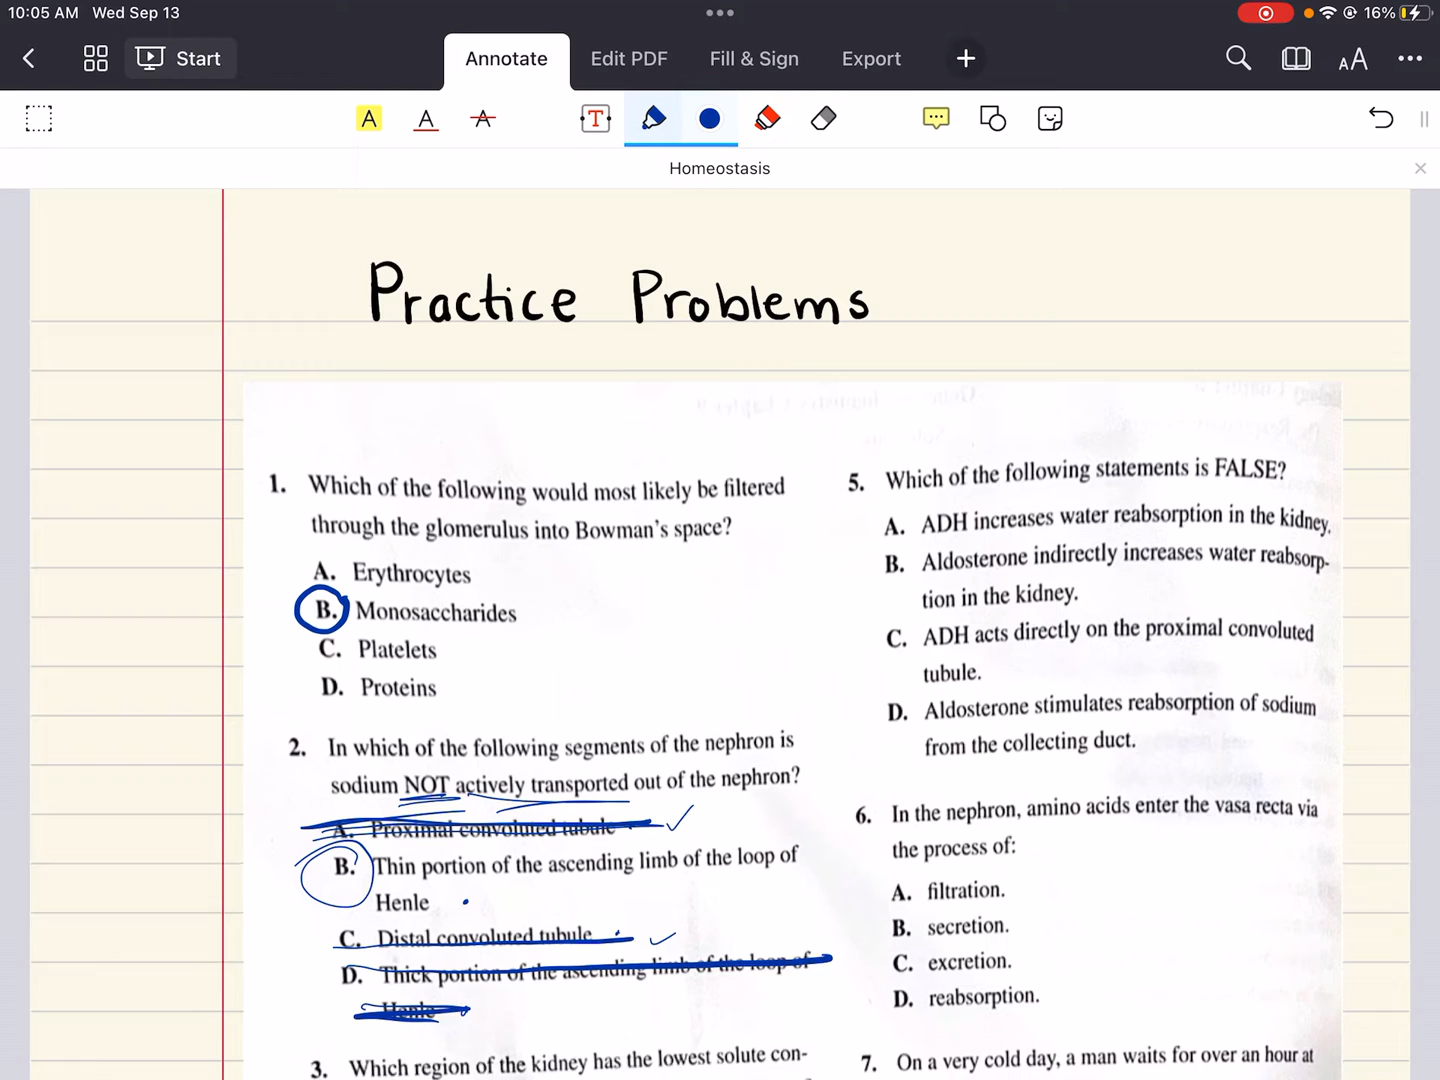 10:05 AM Wed Sep 13
16%
Start
Annotate
Edit PDF
Fill & Sign
Export
AA
A
A
A
T
Homeostasis
Practice Problems
1. Which of the following would most likely be filtered
through the glomerulus into Bowman's space?
A. Erythrocytes
B. Monosaccharides
C. Platelets
D. Proteins
2. In which of the following segments of the nephron is
sodium NOT actively transported out of the nephron?
A. Proximal convoluted tubule
B. Thin portion of the ascending limb of the loop of
Henle
C. Distal convoluted tubule
D. Thick portion of the ascending limb of the loop of
Henle
3. Which region of the kidney has the lowest solute con-
5. Which of the following statements is FALSE?
A. ADH increases water reabsorption in the kidney.
B. Aldosterone indirectly increases water reabsorp-
tion in the kidney.
C. ADH acts directly on the proximal convoluted
tubule.
D. Aldosterone stimulates reabsorption of sodium
from the collecting duct.
6. In the nephron, amino acids enter the vasa recta via
the process of:
A. filtration.
B. secretion.
C. excretion.
D. reabsorption.
7. On a very cold day, a man waits for over an hour at